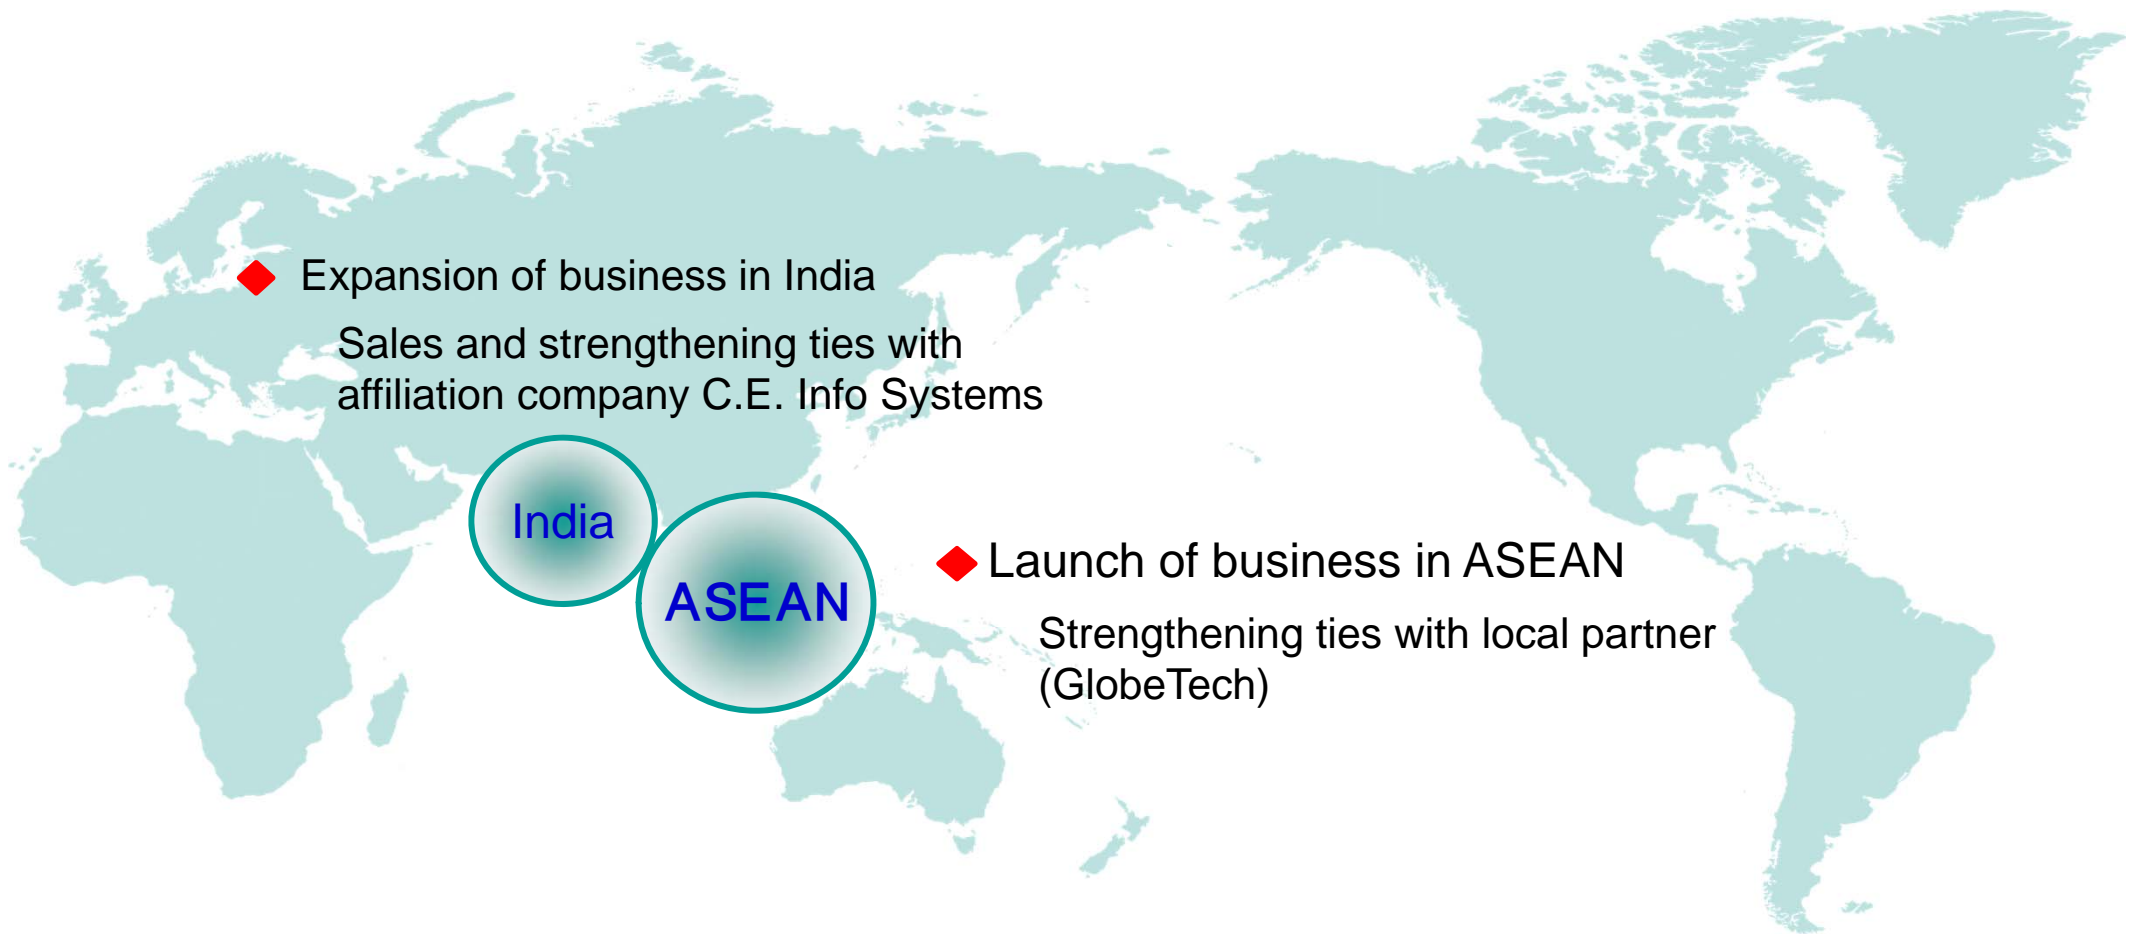 Expansion of business in India
Sales and strengthening ties with
affiliation company C.E. Info Systems
India
ASEAN
Launch of business in ASEAN
Strengthening ties with local partner
(GlobeTech)